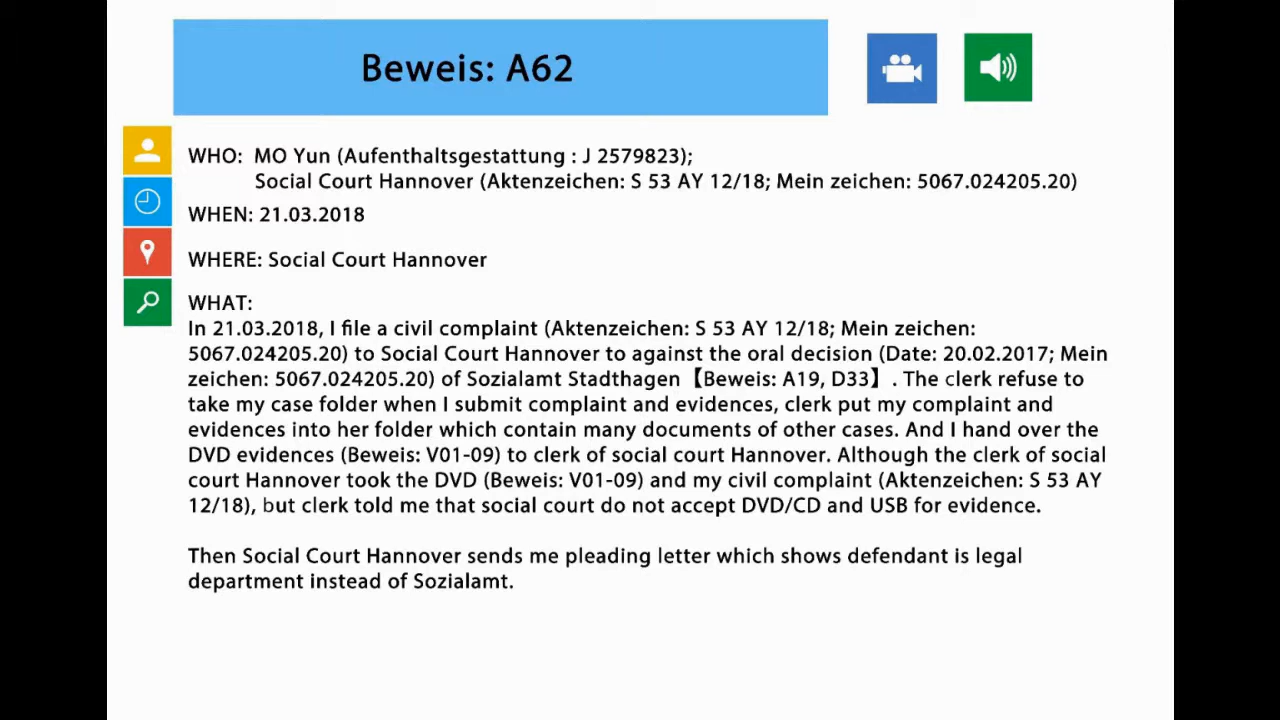 Beweis: A62
WHO: MO Yun (Aufenthaltsgestattung : J 2579823);
Social Court Hannover (Aktenzeichen: S 53 AY 12/18; Mein zeichen: 5067.024205.20)
WHEN: 21.03.2018
WHERE: Social Court Hannover
WHAT:
In 21.03.2018, I file a civil complaint (Aktenzeichen: S 53 AY 12/18; Mein zeichen:
5067.024205.20) to Social Court Hannover to against the oral decision (Date: 20.02.2017; Mein
zeichen: 5067.024205.20) of Sozialamt Stadthagen【Beweis: A19, D33】. The clerk refuse to
take my case folder when I submit complaint and evidences, clerk put my complaint and
evidences into her folder which contain many documents of other cases. And I hand over the
DVD evidences (Beweis: V01-09) to clerk of social court Hannover. Although the clerk of social
court Hannover took the DVD (Beweis: V01-09) and my civil complaint (Aktenzeichen: S 53 AY
12/18), but clerk told me that social court do not accept DVD/CD and USB for evidence.
Then Social Court Hannover sends me pleading letter which shows defendant is legal
department instead of Sozialamt.